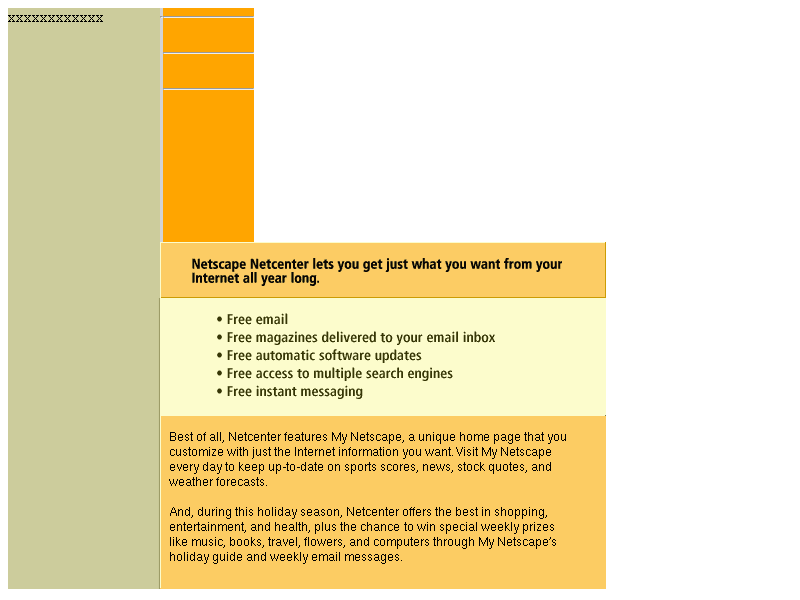 xxxxxxxxxxxx
Netscape Netcenter lets you get just what you want from your
Internet all year long.
• Free email
• Free magazines delivered to your email inbox
• Free automatic software updates
• Free access to multiple search engines
• Free instant messaging
Best of all, Netcenter features My Netscape, a unique home page that you
customize with just the Internet information you want. Visit My Netscape
every day to keep up-to-date on sports scores, news, stock quotes, and
weather forecasts.
And, during this holiday season, Netcenter offers the best in shopping,
entertainment, and health, plus the chance to win special weekly prizes
like music, books, travel, flowers, and computers through My Netscape's
holiday guide and weekly email messages.